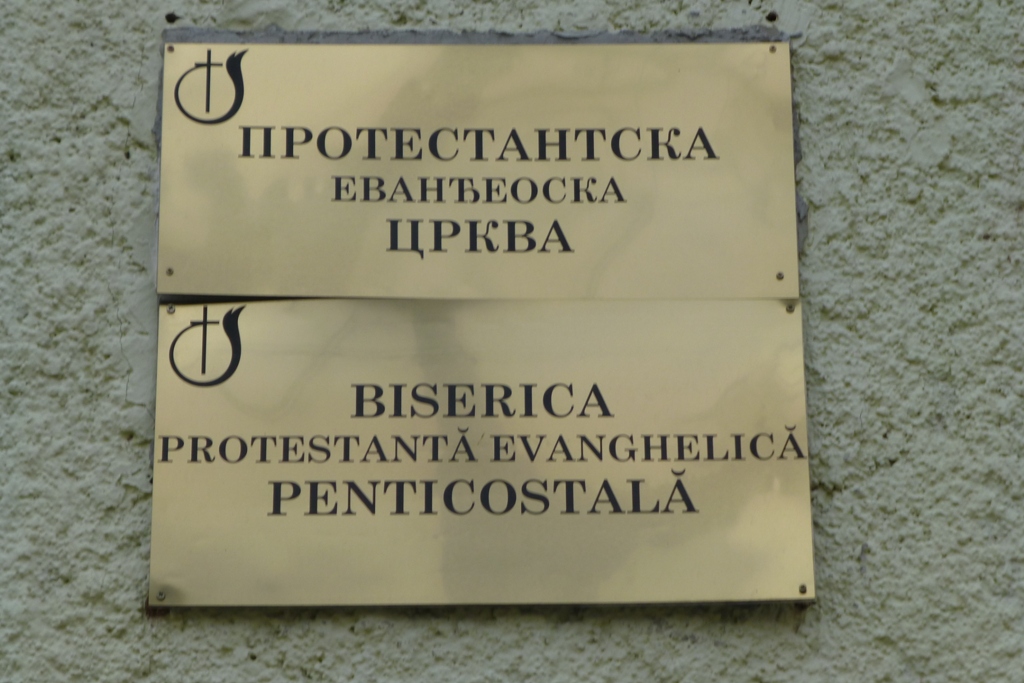 ПРОТЕСТАНТСКА
ЕВАНЂЕОСКА
ЦРКВА
BISERICA
PROTESTANTĂ EVANGHELICĂ
PENTICOSTALĂ